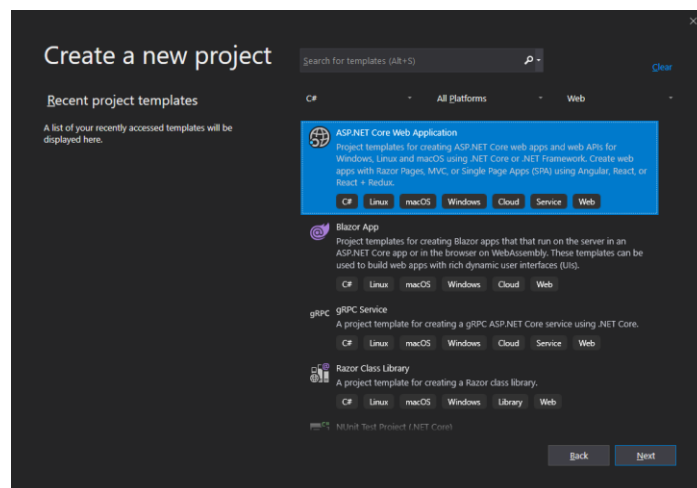 Create a new project
Search for templates (Alt+S)
Clear
Recent project templates
C#
All Platforms
Web
A list of your recently accessed templates will be
displayed here.
ASP.NET Core Web Application
Project templates for creating ASP.NET Core web apps and web APIs for
Windows, Linux and macOS using .NET Core or .NET Framework. Create web
apps with Razor Pages, MVC, or Single Page Apps (SPA) using Angular, React, or
React + Redux.
C# Linux macOS Windows Cloud Service Web
Blazor App
Project templates for creating Blazor apps that that run on the server in an
ASP.NET Core app or in the browser on WebAssembly. These templates can be
used to build web apps with rich dynamic user interfaces (UIs).
C# Linux macOS Windows Cloud Web
gRPC gRPC Service
A project template for creating a gRPC ASP.NET Core service using .NET Core.
C# Linux macOS Windows Cloud Service Web
Razor Class Library
A project template for creating a Razor class library.
C# Linux macOS Windows Library Web
NUnit Test Project (.NET Core)
Back
Next